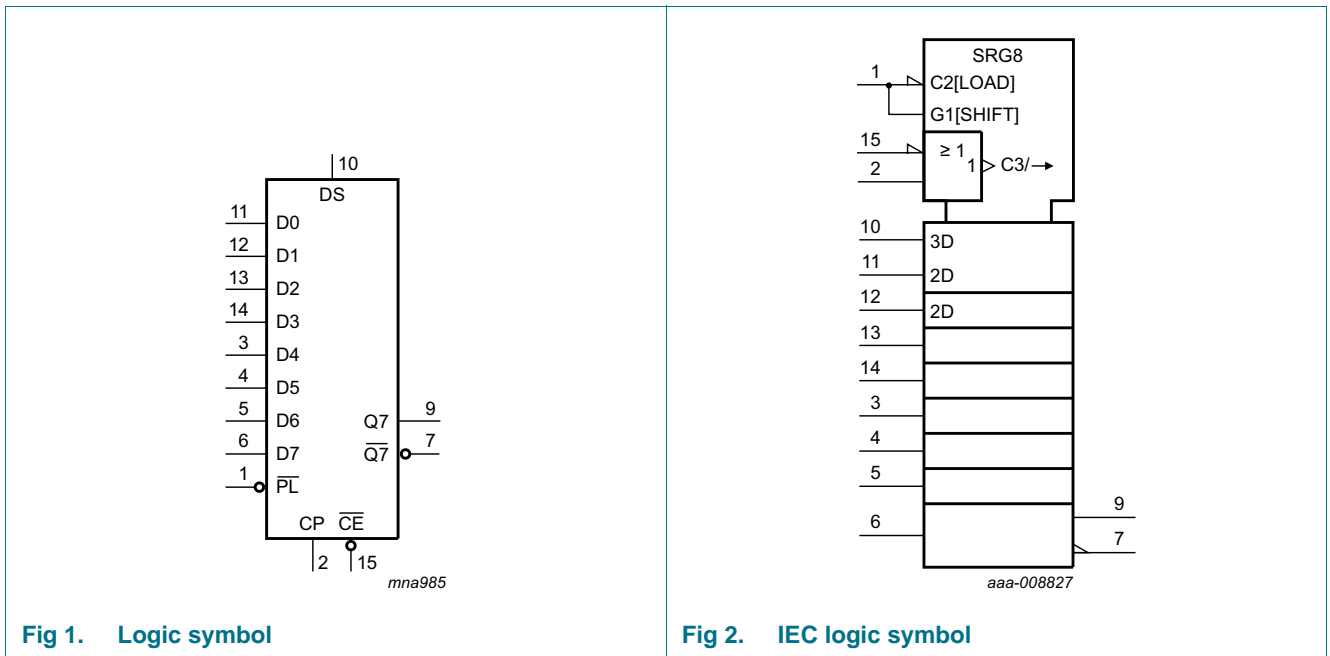 10
DS
11 D0
12 D1
13 D2
14 D3
3 D4
4 D5
5 D6 Q7 9
6 D7 Q7̅ 7
1 P̅L̅
CP C̅E̅
2 15
mna985
Fig 1. Logic symbol
SRG8
1 C2[LOAD]
G1[SHIFT]
15 ≥ 1
2 1 C3/→
10 3D
11 2D
12 2D
13
14
3
4
5
6 9
7
aaa-008827
Fig 2. IEC logic symbol